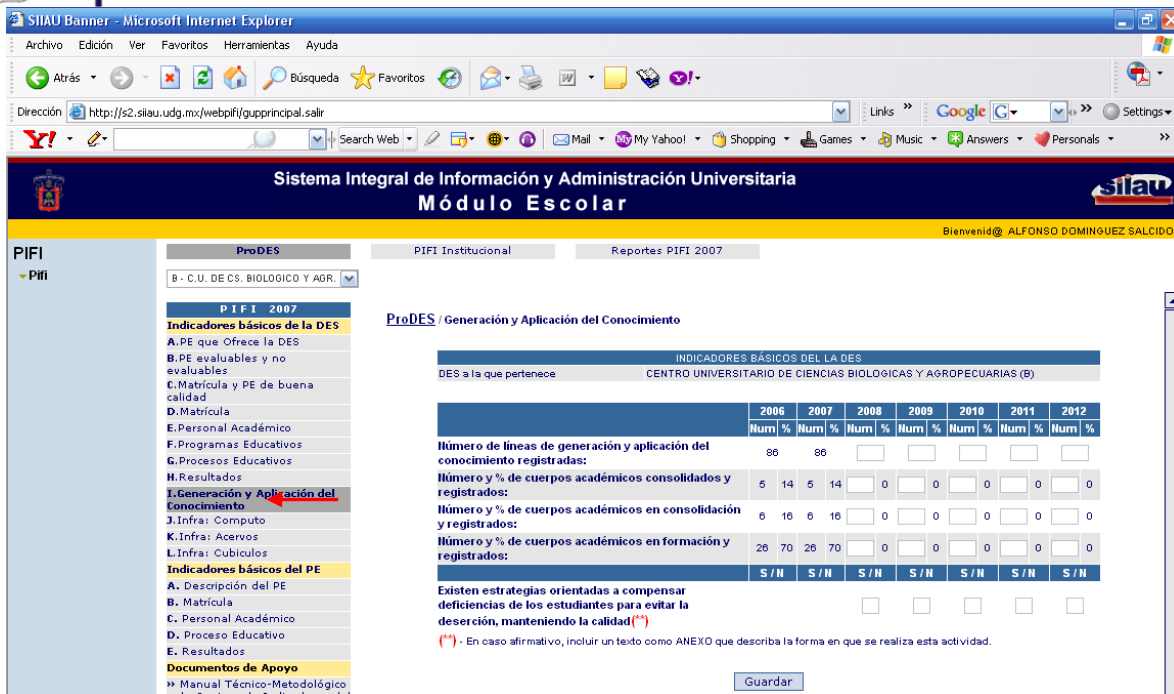 SIIAU Banner - Microsoft Internet Explorer
Archivo Edición Ver Favoritos Herramientas Ayuda
Atrás Búsqueda Favoritos
Dirección http://s2.siiau.udg.mx/webpifi/gupprincipal.salir Links » Google G Settings
Y! Search Web Mail My Yahoo! Shopping Games Music Answers Personals »
Sistema Integral de Información y Administración Universitaria
Módulo Escolar
siiau
Bienvenid@ ALFONSO DOMINGUEZ SALCIDO
PIFI
Pifi
ProDES PIFI Institucional Reportes PIFI 2007
B - C.U. DE CS. BIOLOGICO Y AGR.
PIFI 2007
Indicadores básicos de la DES
A.PE que Ofrece la DES
B.PE evaluables y no
evaluables
C.Matrícula y PE de buena
calidad
D.Matrícula
E.Personal Académico
F.Programas Educativos
G.Procesos Educativos
H.Resultados
I.Generación y Aplicación del
Conocimiento
J.Infra: Computo
K.Infra: Acervos
L.Infra: Cubiculos
Indicadores básicos del PE
A. Descripción del PE
B. Matrícula
C. Personal Académico
D. Proceso Educativo
E. Resultados
Documentos de Apoyo
» Manual Técnico-Metodológico
ProDES / Generación y Aplicación del Conocimiento
INDICADORES BÁSICOS DEL LA DES
DES a la que pertenece CENTRO UNIVERSITARIO DE CIENCIAS BIOLOGICAS Y AGROPECUARIAS (B)
2006 2007 2008 2009 2010 2011 2012
Num % Num % Num % Num % Num % Num % Num %
Número de líneas de generación y aplicación del
conocimiento registradas: 86 86
Número y % de cuerpos académicos consolidados y
registrados: 5 14 5 14 0 0 0 0 0
Número y % de cuerpos académicos en consolidación
y registrados: 6 16 6 16 0 0 0 0 0
Número y % de cuerpos académicos en formación y
registrados: 26 70 26 70 0 0 0 0 0
S / N S / N S / N S / N S / N S / N S / N
Existen estrategias orientadas a compensar
deficiencias de los estudiantes para evitar la
deserción, manteniendo la calidad(**)
(**) - En caso afirmativo, incluir un texto como ANEXO que describa la forma en que se realiza esta actividad.
Guardar